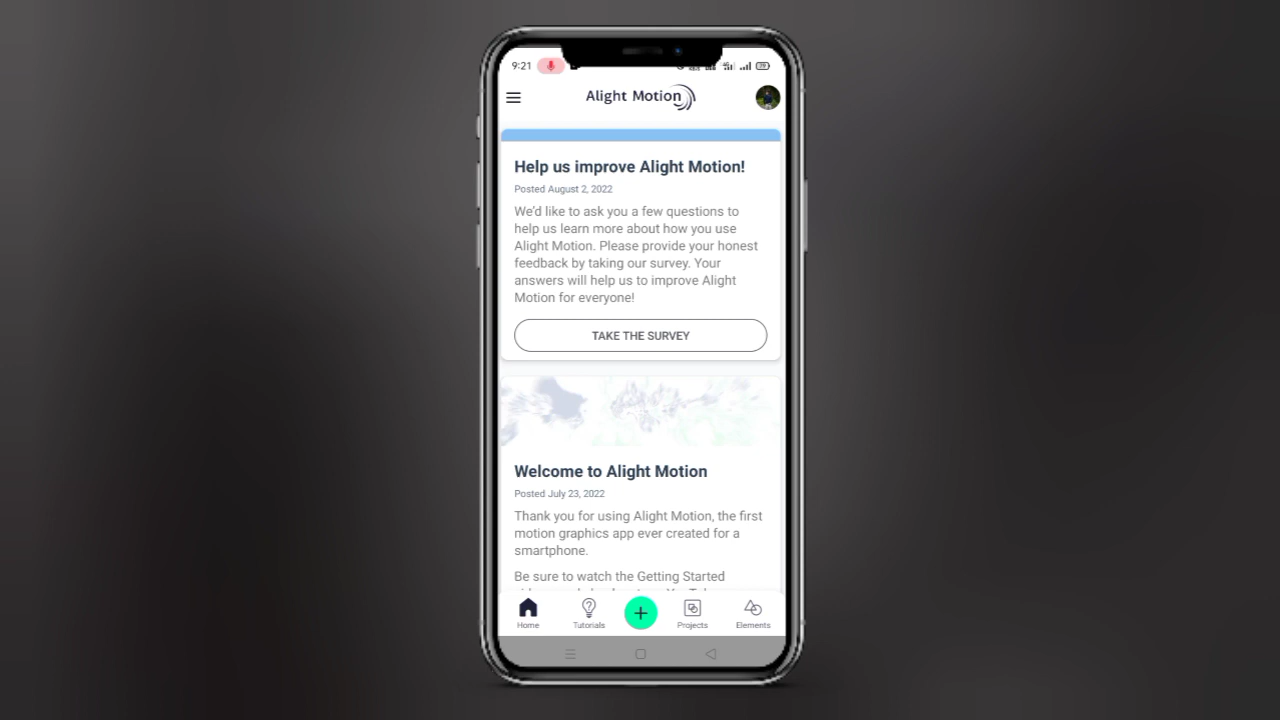 9:21
Alight Motion
Help us improve Alight Motion!
Posted August 2, 2022
We'd like to ask you a few questions to
help us learn more about how you use
Alight Motion. Please provide your honest
feedback by taking our survey. Your
answers will help us to improve Alight
Motion for everyone!
TAKE THE SURVEY
Welcome to Alight Motion
Posted July 23, 2022
Thank you for using Alight Motion, the first
motion graphics app ever created for a
smartphone.
Be sure to watch the Getting Started
Home
Tutorials
Projects
Elements